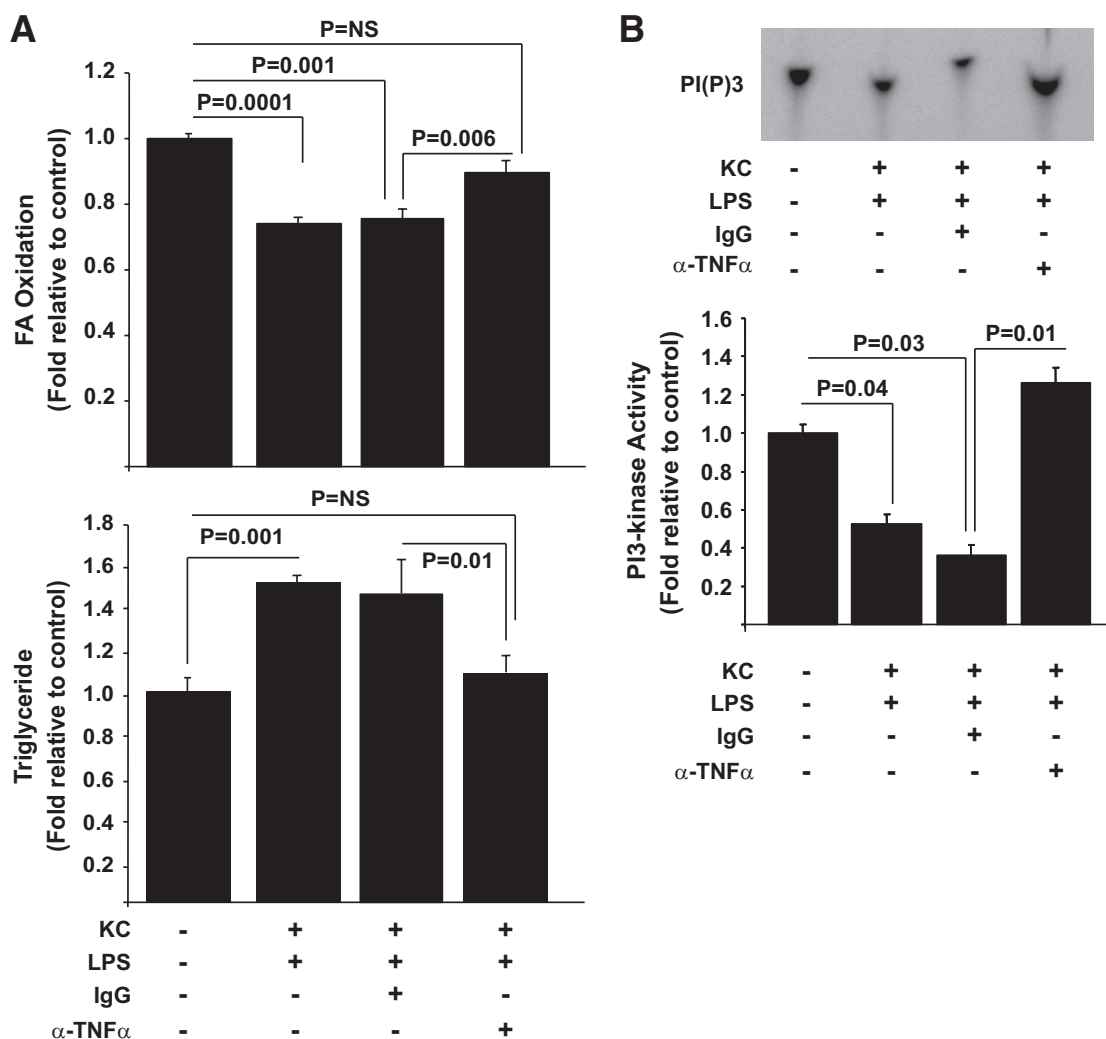 A
P=NS
P=0.001
P=0.0001
P=0.006
1.2
1.0
0.8
0.6
0.4
0.2
FA Oxidation
(Fold relative to control)
P=NS
P=0.001
P=0.01
1.8
1.6
1.4
1.2
1.0
0.8
0.6
0.4
0.2
Triglyceride
(Fold relative to control)
KC - + + +
LPS - + + +
IgG - - + -
α-TNFα - - - +
B
PI(P)3
KC - + + +
LPS - + + +
IgG - - + -
α-TNFα - - - +
1.6
1.4
1.2
1.0
0.8
0.6
0.4
0.2
PI3-kinase Activity
(Fold relative to control)
P=0.03
P=0.01
P=0.04
KC - + + +
LPS - + + +
IgG - - + -
α-TNFα - - - +